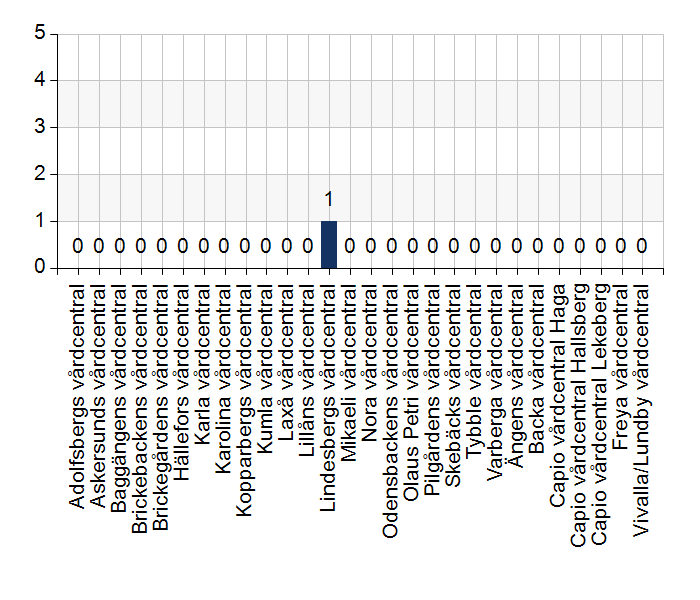 5
4
3
2
1
0
1
0 0 0 0 0 0 0 0 0 0 0 0 0 0 0 0 0 0 0 0 0 0 0 0 0 0 0
Adolfsbergs vårdcentral
Askersunds vårdcentral
Baggängens vårdcentral
Brickebackens vårdcentral
Brickegårdens vårdcentral
Hällefors vårdcentral
Karla vårdcentral
Karolina vårdcentral
Kopparbergs vårdcentral
Kumla vårdcentral
Laxå vårdcentral
Lillåns vårdcentral
Lindesbergs vårdcentral
Mikaeli vårdcentral
Nora vårdcentral
Odensbackens vårdcentral
Olaus Petri vårdcentral
Pilgårdens vårdcentral
Skebäcks vårdcentral
Tybble vårdcentral
Varberga vårdcentral
Ängens vårdcentral
Backa vårdcentral
Capio vårdcentral Haga
Capio vårdcentral Hallsberg
Capio vårdcentral Lekeberg
Freya vårdcentral
Vivalla/Lundby vårdcentral